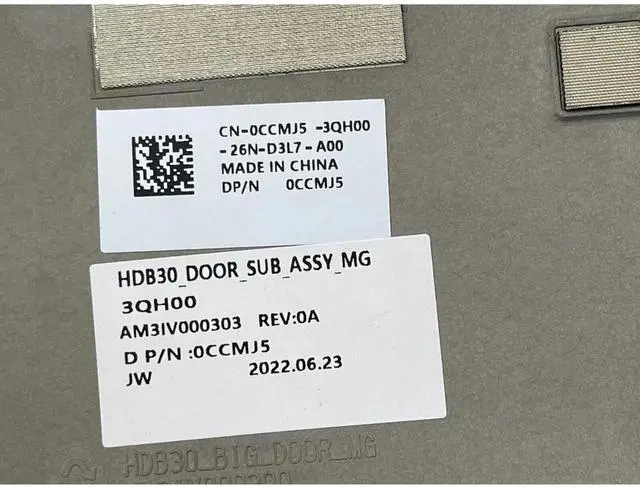 CN-0CCMJ5 -3QH00
- 26N-D3L7 - A00
MADE IN CHINA
DP/N 0CCMJ5
HDB30_DOOR_SUB_ASSY_MG
3QH00
AM3IV000303 REV:0A
D P/N :0CCMJ5
JW 2022.06.23
HDB30_BIG_DOOR_MG